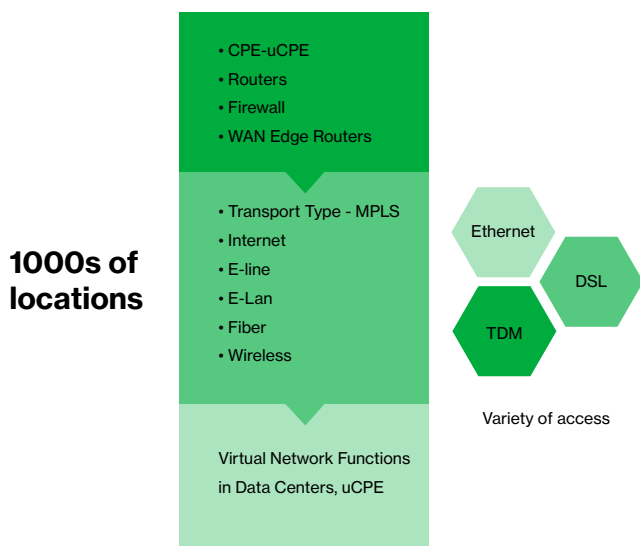 1000s of
locations
• CPE-uCPE
• Routers
• Firewall
• WAN Edge Routers
• Transport Type - MPLS
• Internet
• E-line
• E-Lan
• Fiber
• Wireless
Virtual Network Functions
in Data Centers, uCPE
Ethernet
DSL
TDM
Variety of access